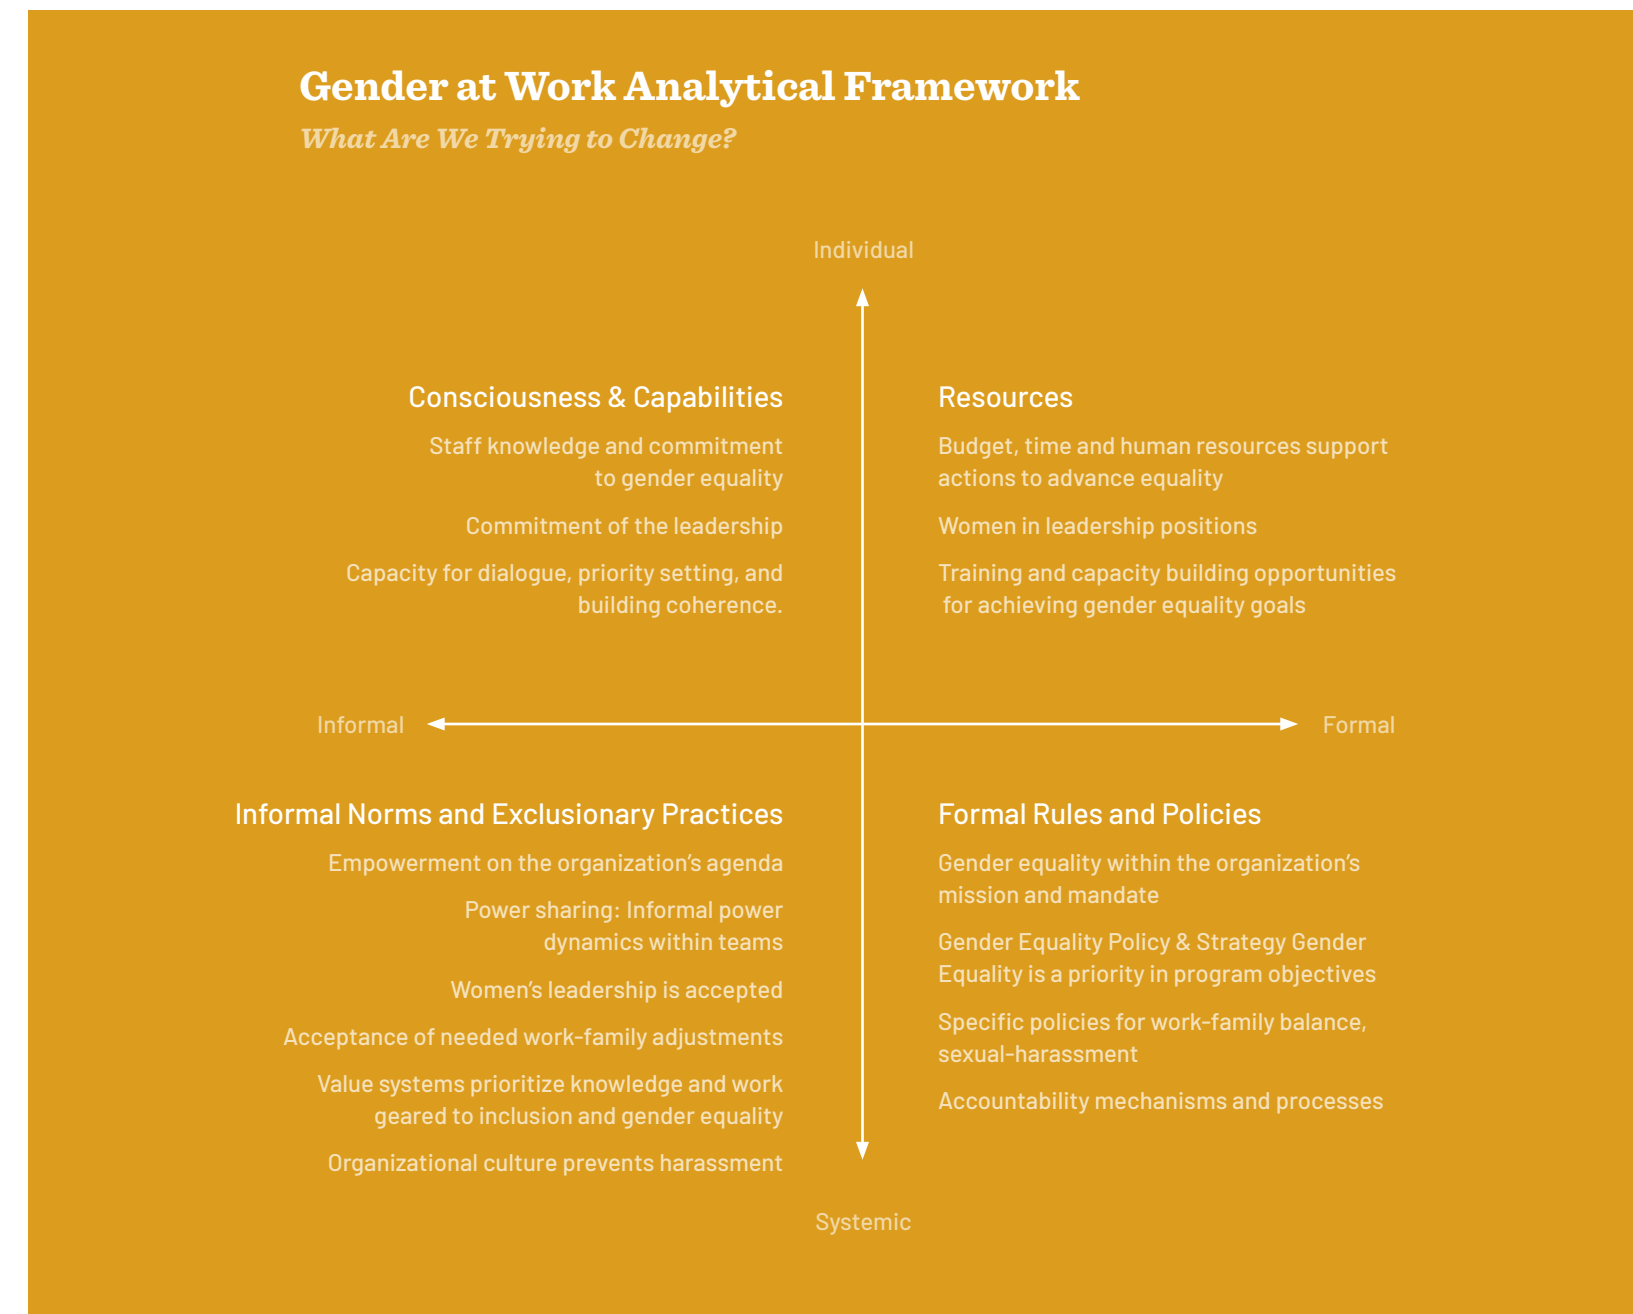 Gender at Work Analytical Framework
What Are We Trying to Change?
Individual
Consciousness & Capabilities
Staff knowledge and commitment
to gender equality
Commitment of the leadership
Capacity for dialogue, priority setting, and
building coherence.
Resources
Budget, time and human resources support
actions to advance equality
Women in leadership positions
Training and capacity building opportunities
for achieving gender equality goals
Informal
Formal
Informal Norms and Exclusionary Practices
Empowerment on the organization’s agenda
Power sharing: Informal power
dynamics within teams
Women’s leadership is accepted
Acceptance of needed work-family adjustments
Value systems prioritize knowledge and work
geared to inclusion and gender equality
Organizational culture prevents harassment
Formal Rules and Policies
Gender equality within the organization’s
mission and mandate
Gender Equality Policy & Strategy Gender
Equality is a priority in program objectives
Specific policies for work-family balance,
sexual-harassment
Accountability mechanisms and processes
Systemic